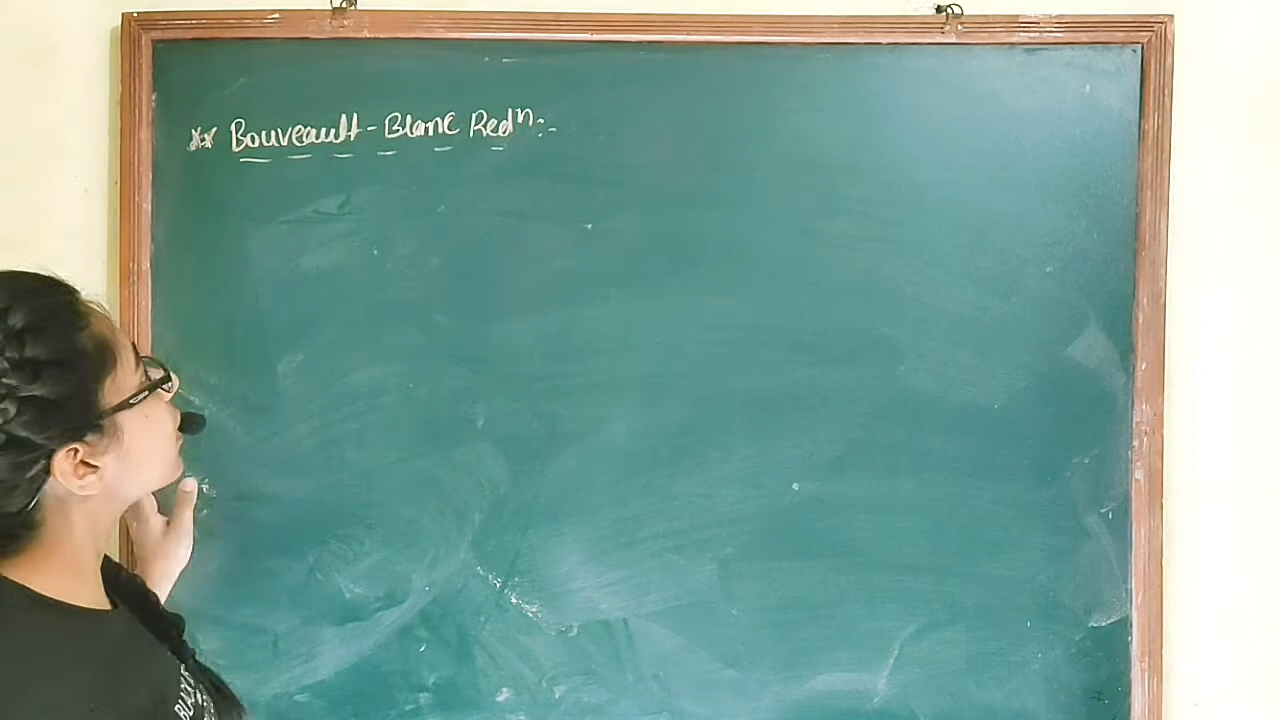 ** Bouveault - Blanc Redⁿ :-